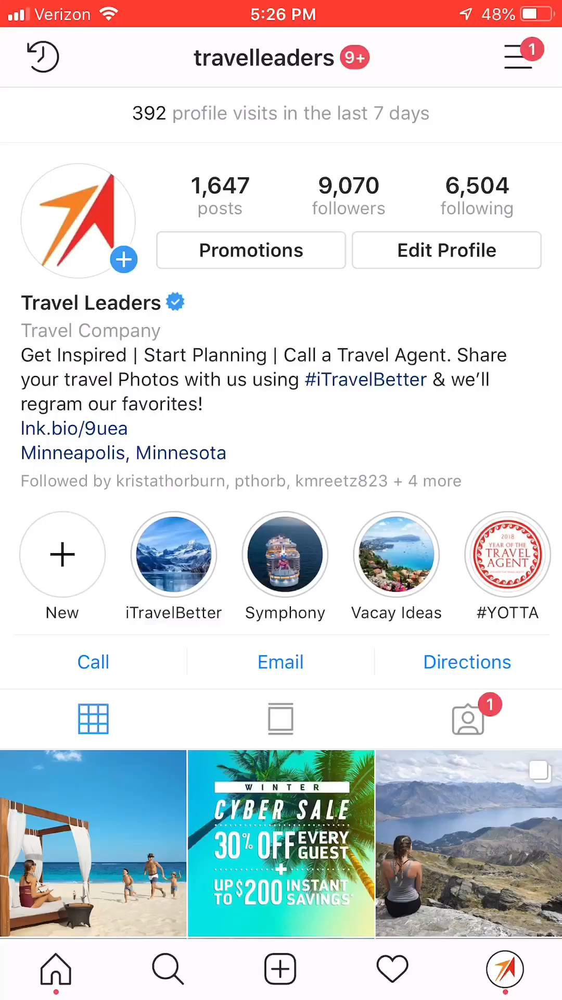 Verizon 5:26 PM 48%
travelleaders 9+ 1
392 profile visits in the last 7 days
1,647 9,070 6,504
posts followers following
Promotions Edit Profile
Travel Leaders
Travel Company
Get Inspired | Start Planning | Call a Travel Agent. Share
your travel Photos with us using #iTravelBetter & we’ll
regram our favorites!
lnk.bio/9uea
Minneapolis, Minnesota
Followed by kristathorburn, pthorb, kmreetz823 + 4 more
2018
YEAR OF THE
TRAVEL
AGENT
New iTravelBetter Symphony Vacay Ideas #YOTTA
Call Email Directions
1
WINTER
CYBER SALE
30% OFF EVERY GUEST
+
UP TO $200 INSTANT SAVINGS*